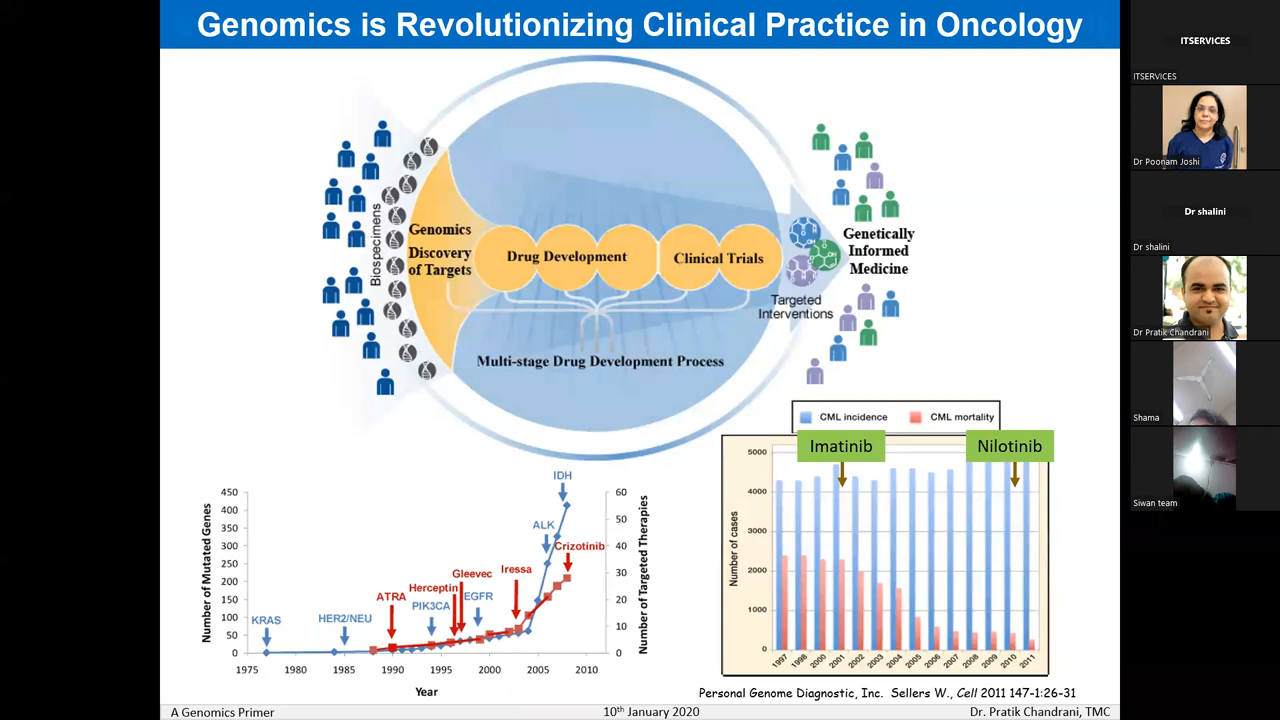 Genomics is Revolutionizing Clinical Practice in Oncology
Biospecimens
Genomics
Discovery
of Targets
Drug Development
Clinical Trials
Genetically
Informed
Medicine
Targeted
Interventions
Multi-stage Drug Development Process
Number of Mutated Genes
450
400
350
300
250
200
150
100
50
0
KRAS
HER2/NEU
ATRA
PIK3CA
Herceptin
Gleevec
EGFR
Iressa
ALK
IDH
Crizotinib
60
50
40
30
20
10
0
Number of Targeted Therapies
1975
1980
1985
1990
1995
2000
2005
2010
Year
CML incidence
CML mortality
Imatinib
Nilotinib
Number of cases
5000
4000
3000
2000
1000
0
1997
1998
2000
2001
2002
2003
2004
2005
2006
2007
2008
2009
2010
2011
Personal Genome Diagnostic, Inc. Sellers W., Cell 2011 147-1:26-31
A Genomics Primer
10th January 2020
Dr. Pratik Chandrani, TMC
ITSERVICES
ITSERVICES
Dr Poonam Joshi
Dr shalini
Dr shalini
Dr Pratik Chandrani
Shama
Siwan team